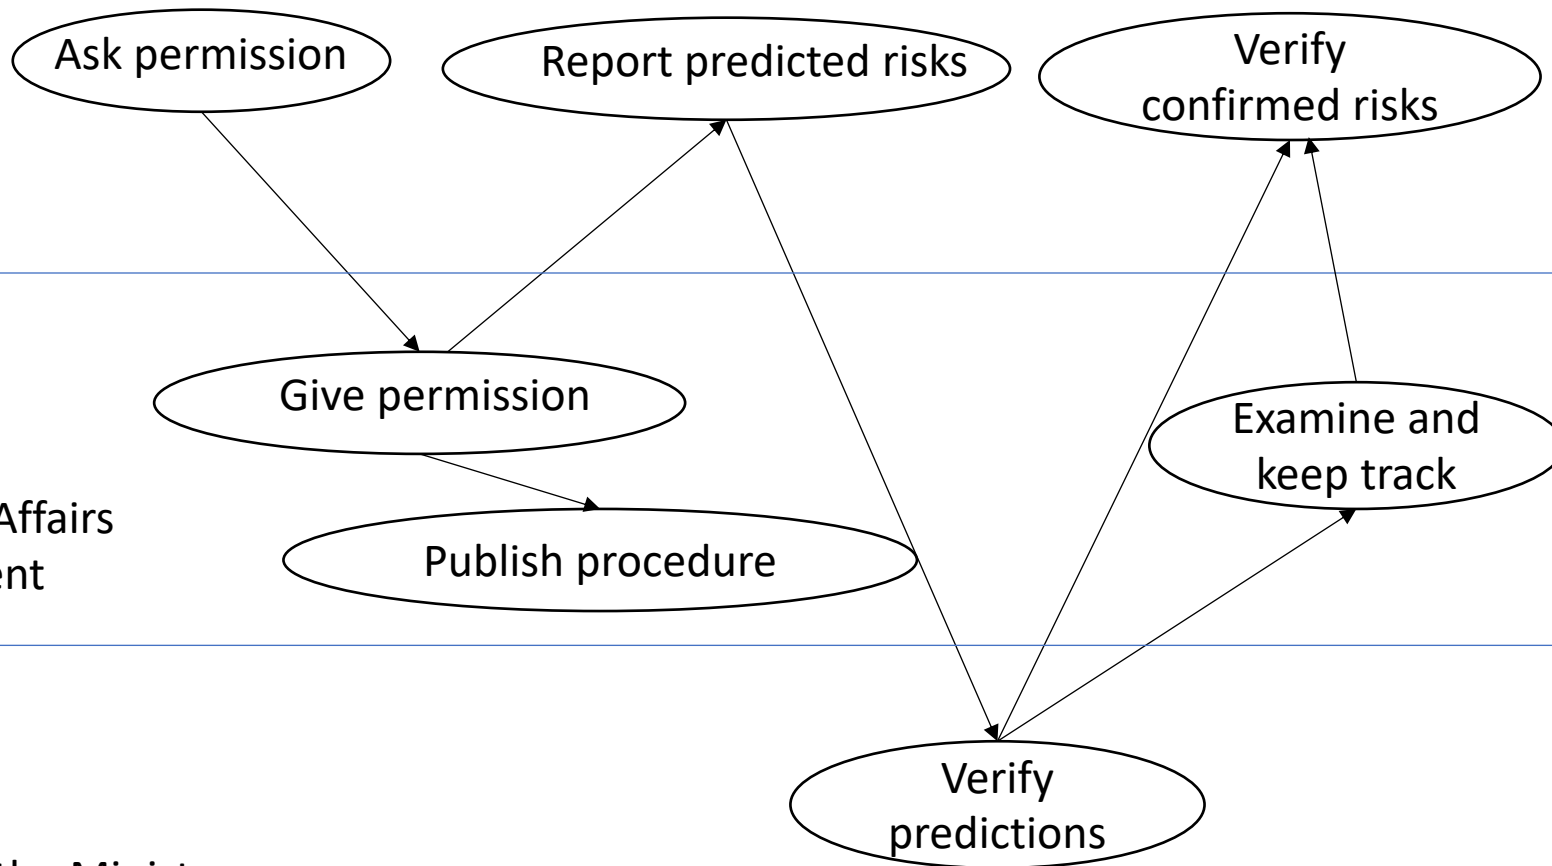 Ask permission
Report predicted risks
Verify
confirmed risks
Give permission
Examine and
keep track
Affairs
Publish procedure
Verify
predictions